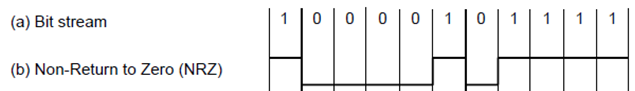 (a) Bit stream 1 0 0 0 0 1 0 1 1 1 1
(b) Non-Return to Zero (NRZ)